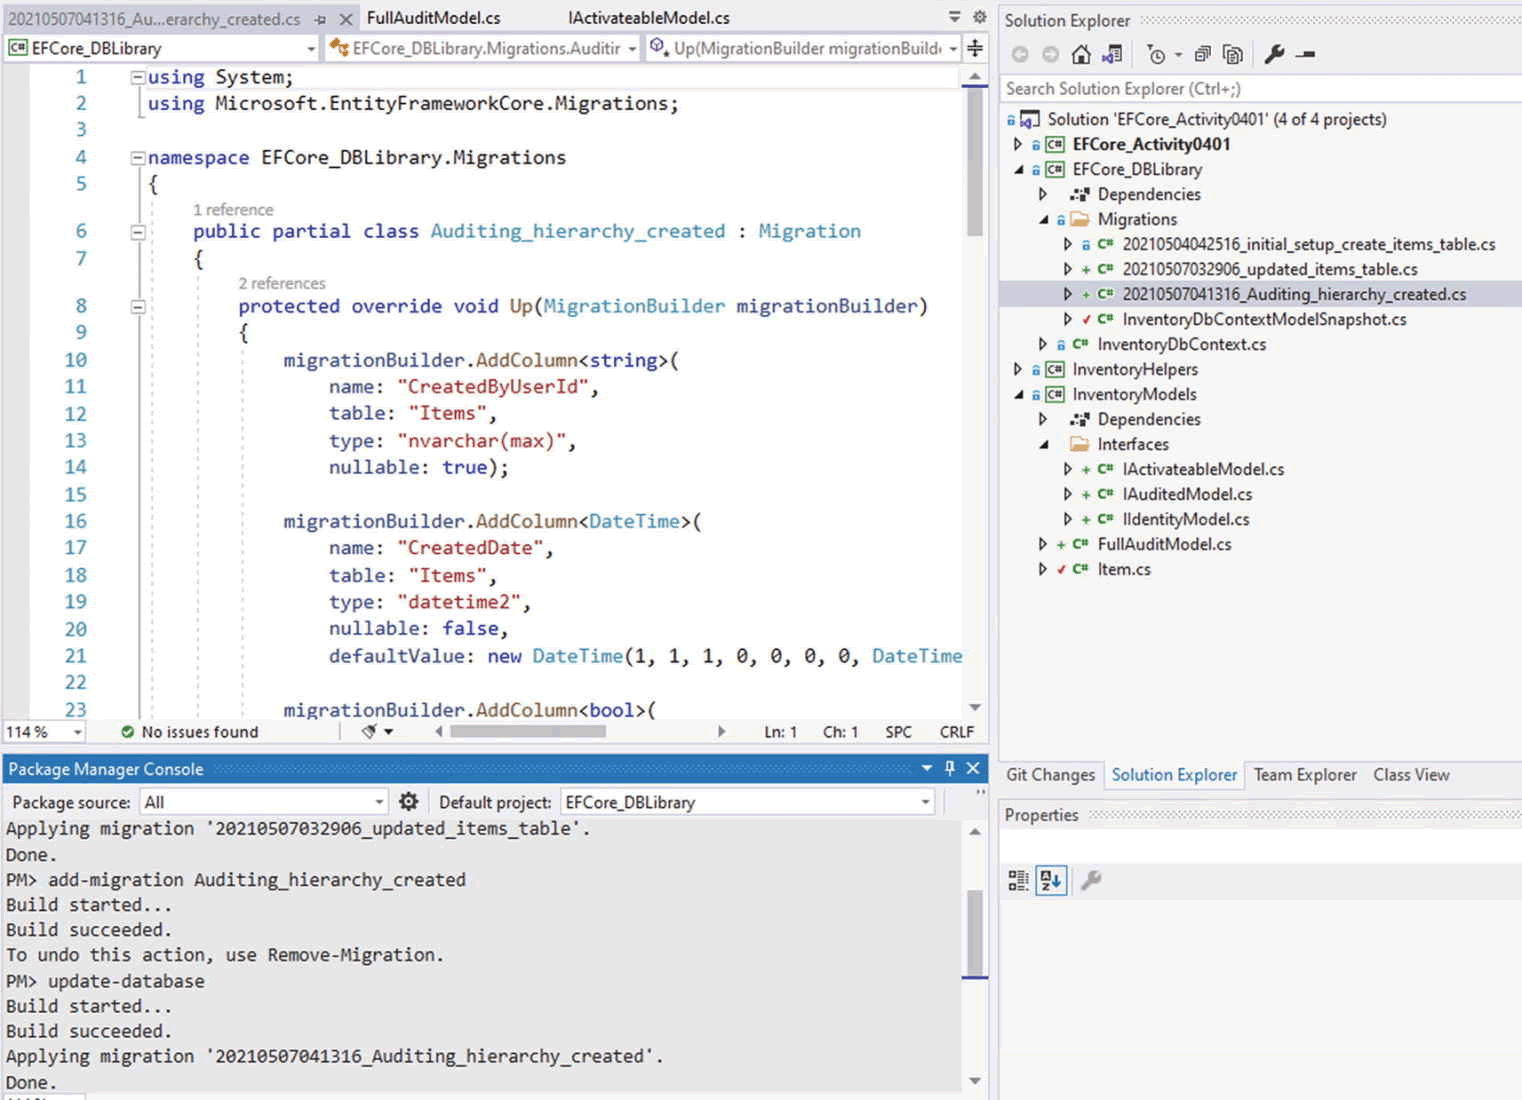 20210507041316_Au...erarchy_created.cs
FullAuditModel.cs
IActivateableModel.cs
C# EFCore_DBLibrary
EFCore_DBLibrary.Migrations.Auditir
Up(MigrationBuilder migrationBuild
1 using System;
2 using Microsoft.EntityFrameworkCore.Migrations;
3
4 namespace EFCore_DBLibrary.Migrations
5 {
1 reference
6 public partial class Auditing_hierarchy_created : Migration
7 {
2 references
8 protected override void Up(MigrationBuilder migrationBuilder)
9 {
10 migrationBuilder.AddColumn<string>(
11 name: "CreatedByUserId",
12 table: "Items",
13 type: "nvarchar(max)",
14 nullable: true);
15
16 migrationBuilder.AddColumn<DateTime>(
17 name: "CreatedDate",
18 table: "Items",
19 type: "datetime2",
20 nullable: false,
21 defaultValue: new DateTime(1, 1, 1, 0, 0, 0, 0, DateTime
22
23 migrationBuilder.AddColumn<bool>(
114 %
No issues found
Ln: 1 Ch: 1 SPC CRLF
Package Manager Console
Package source: All
Default project: EFCore_DBLibrary
Applying migration '20210507032906_updated_items_table'.
Done.
PM> add-migration Auditing_hierarchy_created
Build started...
Build succeeded.
To undo this action, use Remove-Migration.
PM> update-database
Build started...
Build succeeded.
Applying migration '20210507041316_Auditing_hierarchy_created'.
Done.
Solution Explorer
Search Solution Explorer (Ctrl+;)
Solution 'EFCore_Activity0401' (4 of 4 projects)
C# EFCore_Activity0401
C# EFCore_DBLibrary
Dependencies
Migrations
C# 20210504042516_initial_setup_create_items_table.cs
C# 20210507032906_updated_items_table.cs
C# 20210507041316_Auditing_hierarchy_created.cs
C# InventoryDbContextModelSnapshot.cs
C# InventoryDbContext.cs
C# InventoryHelpers
C# InventoryModels
Dependencies
Interfaces
C# IActivateableModel.cs
C# IAuditedModel.cs
C# IIdentityModel.cs
C# FullAuditModel.cs
C# Item.cs
Git Changes
Solution Explorer
Team Explorer
Class View
Properties